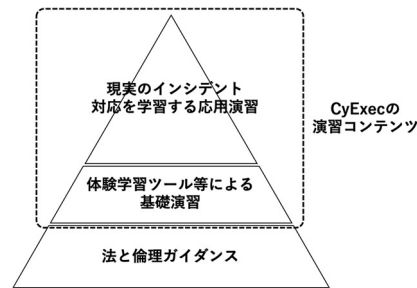 現実のインシデント
対応を学習する応用演習
CyExecの
演習コンテンツ
体験学習ツール等による
基礎演習
法と倫理ガイダンス